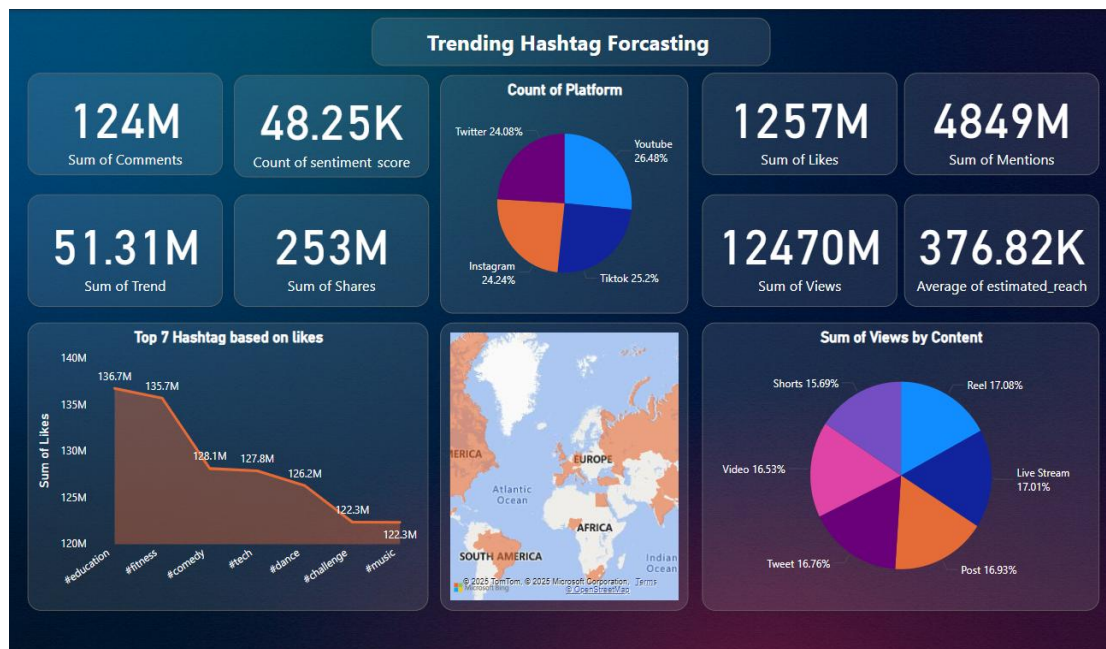 Trending Hashtag Forcasting
124M
Sum of Comments
48.25K
Count of sentiment score
Count of Platform
Twitter 24.08%
Youtube
26.48%
Instagram
24.24%
Tiktok 25.2%
1257M
Sum of Likes
4849M
Sum of Mentions
51.31M
Sum of Trend
253M
Sum of Shares
12470M
Sum of Views
376.82K
Average of estimated_reach
Top 7 Hashtag based on likes
Sum of Likes
140M
135M
130M
125M
120M
136.7M
135.7M
128.1M
127.8M
126.2M
122.3M
122.3M
#education
#fitness
#comedy
#tech
#dance
#challenge
#music
MERICA
EUROPE
Atlantic
Ocean
AFRICA
SOUTH AMERICA
Indian
Ocean
© 2025 TomTom, © 2025 Microsoft Corporation, Terms
Microsoft Bing
© OpenStreetMap
Sum of Views by Content
Shorts 15.69%
Reel 17.08%
Video 16.53%
Live Stream
17.01%
Tweet 16.76%
Post 16.93%